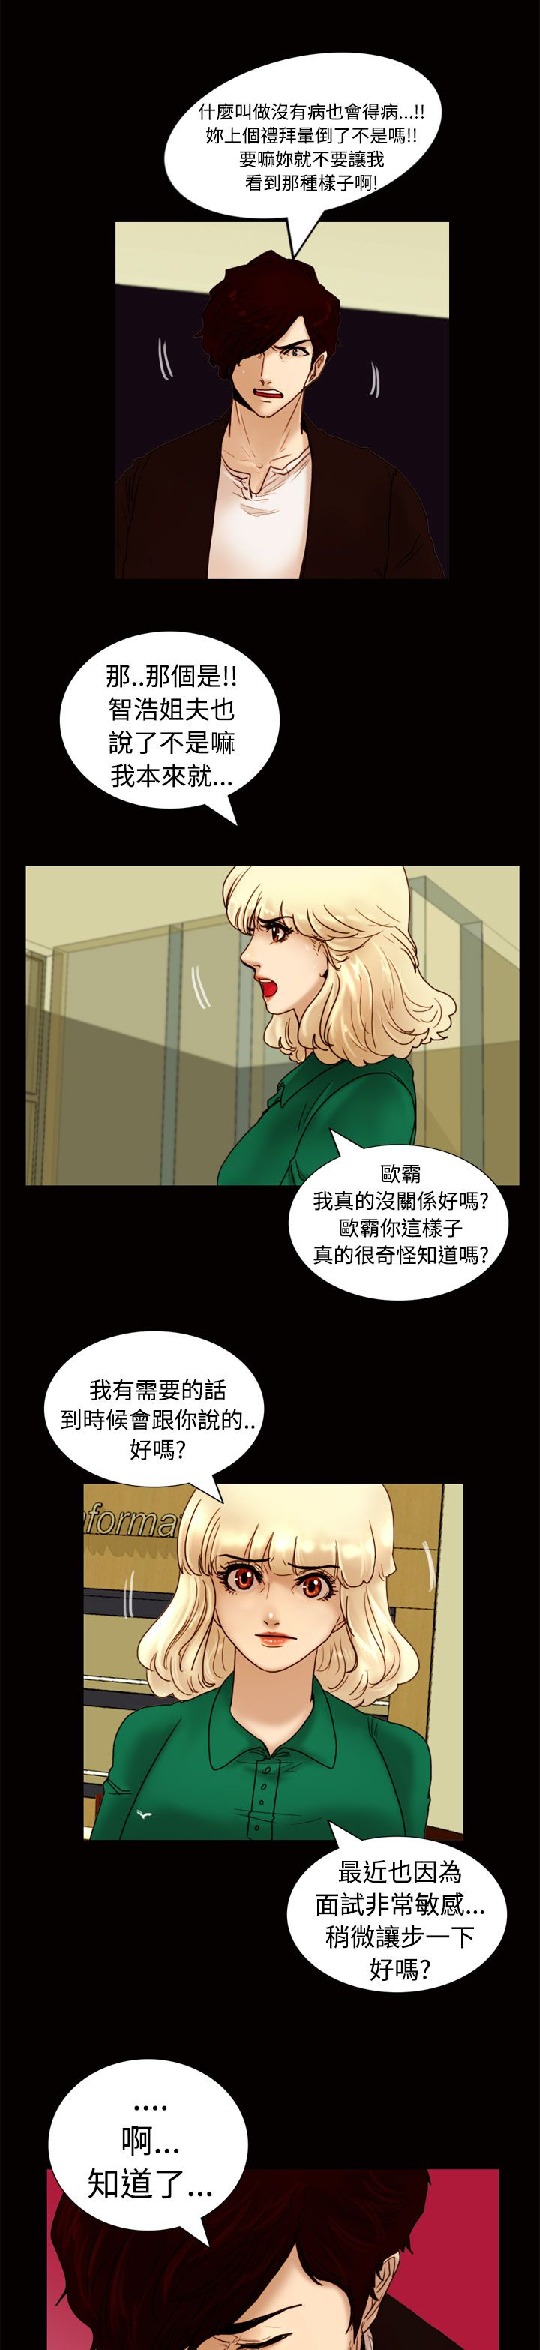 什麼叫做沒有病也會得病...!!
妳上個禮拜暈倒了不是嗎!!
要嘛妳就不要讓我
看到那種樣子啊!
那..那個是!!
智浩姐夫也
說了不是嘛
我本來就...
歐霸
我真的沒關係好嗎?
歐霸你這樣子
真的很奇怪知道嗎?
我有需要的話
到時候會跟你說的..
好嗎?
informa
最近也因為
面試非常敏感...
稍微讓步一下
好嗎?
....
啊...
知道了...